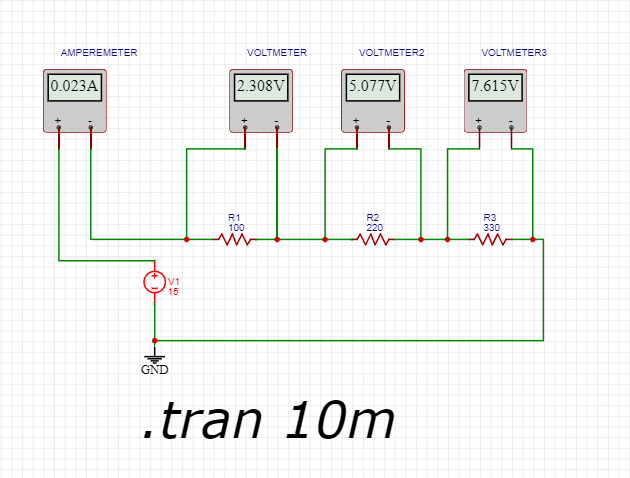 AMPEREMETER VOLTMETER VOLTMETER2 VOLTMETER3
0.023A 2.308V 5.077V 7.615V
+ - + - + - + -
R1 R2 R3
100 220 330
V1
15
GND
.tran 10m